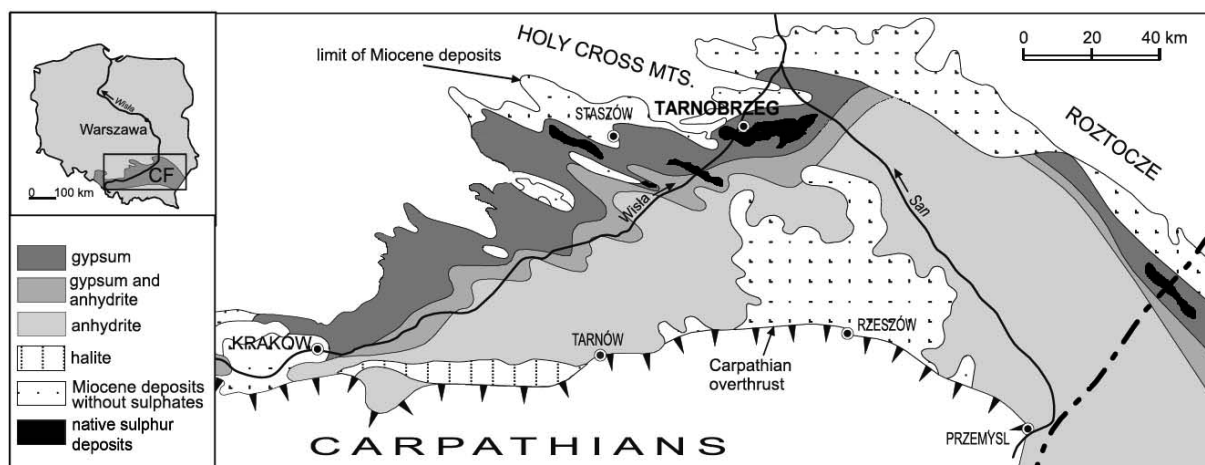 Wisła
Warszawa
CF
0 100 km
gypsum
gypsum and
anhydrite
anhydrite
halite
Miocene deposits
without sulphates
native sulphur
deposits
limit of Miocene deposits
HOLY CROSS MTS.
0 20 40 km
STASZÓW
TARNOBRZEG
ROZTOCZE
Wisła
San
KRAKÓW
TARNÓW
RZESZÓW
Carpathian
overthrust
PRZEMYSL
CARPATHIANS